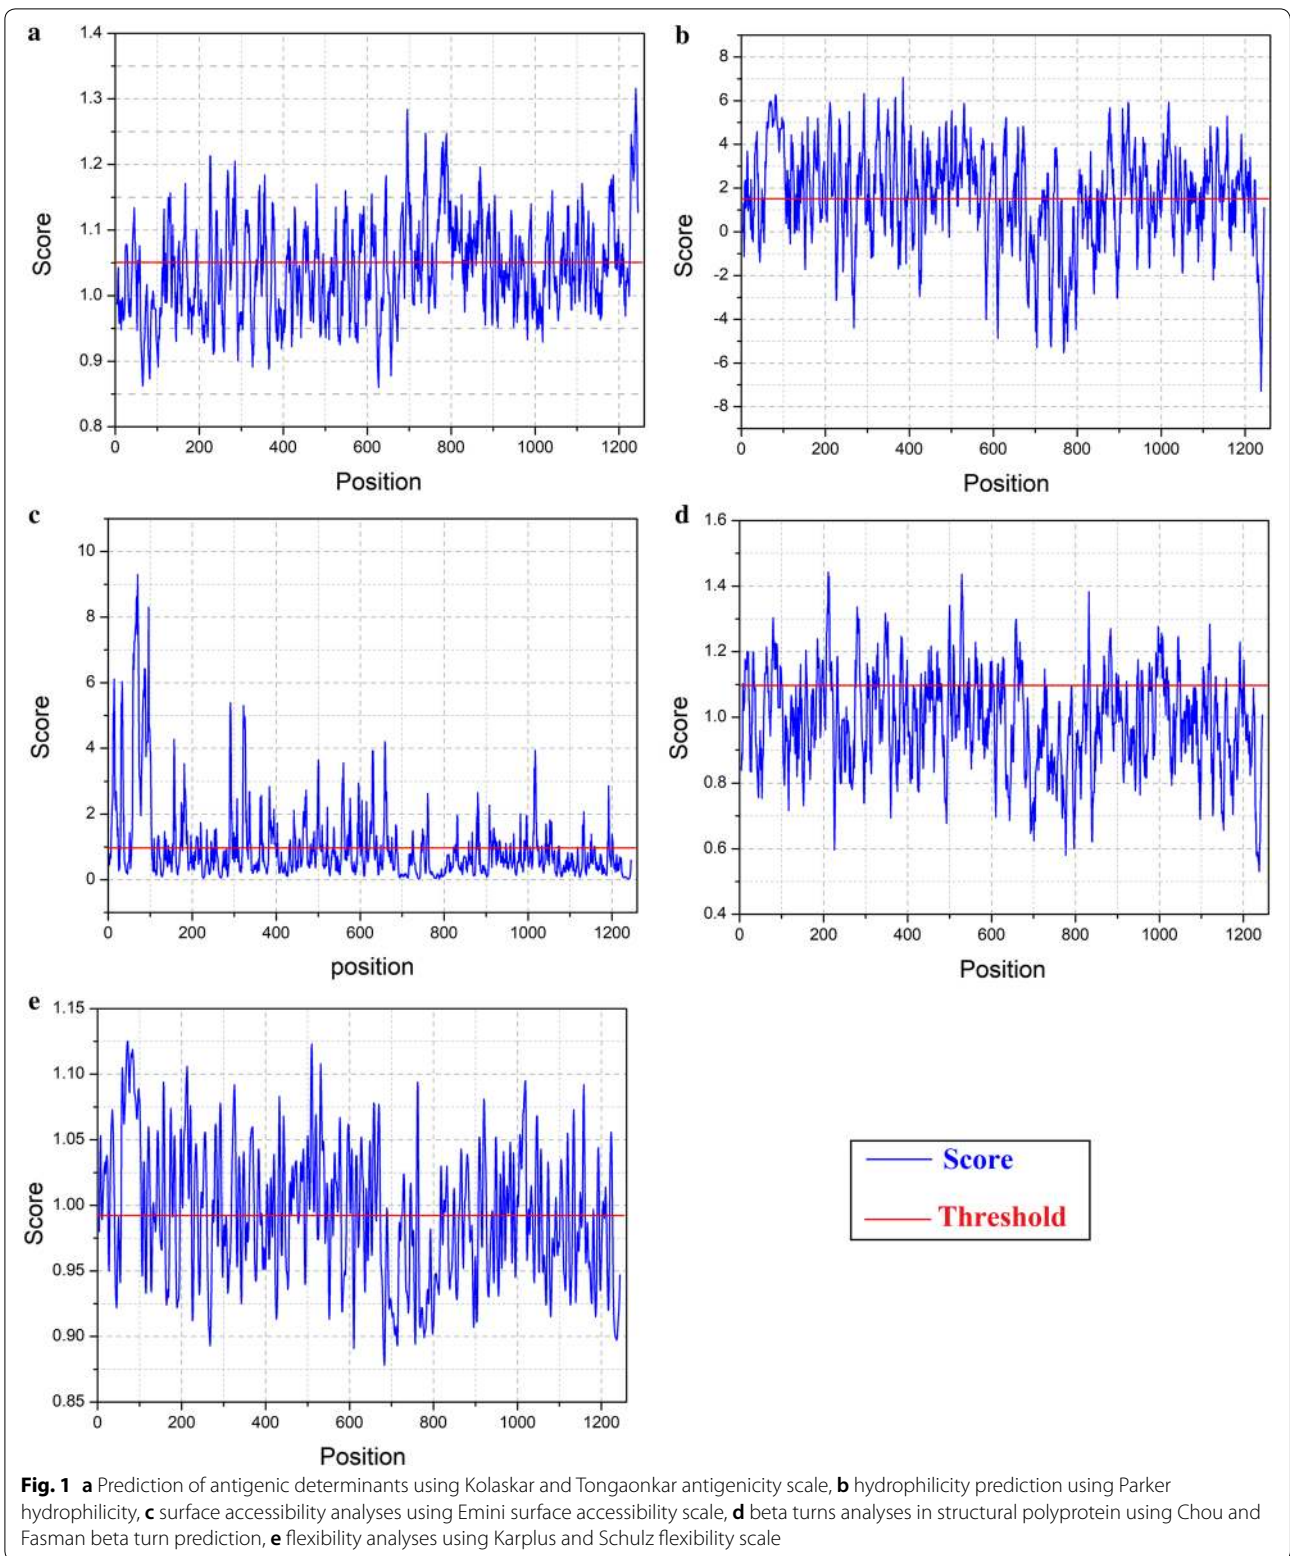 a
1.4
1.3
1.2
1.1
1.0
0.9
0.8
Score
0 200 400 600 800 1000 1200
Position
b
8
6
4
2
0
-2
-4
-6
-8
Score
0 200 400 600 800 1000 1200
Position
c
10
8
6
4
2
0
Score
0 200 400 600 800 1000 1200
position
d
1.6
1.4
1.2
1.0
0.8
0.6
0.4
Score
0 200 400 600 800 1000 1200
Position
e
1.15
1.10
1.05
1.00
0.95
0.90
0.85
Score
0 200 400 600 800 1000 1200
Position
Score
Threshold
Fig. 1 a Prediction of antigenic determinants using Kolaskar and Tongaonkar antigenicity scale, b hydrophilicity prediction using Parker
hydrophilicity, c surface accessibility analyses using Emini surface accessibility scale, d beta turns analyses in structural polyprotein using Chou and
Fasman beta turn prediction, e flexibility analyses using Karplus and Schulz flexibility scale